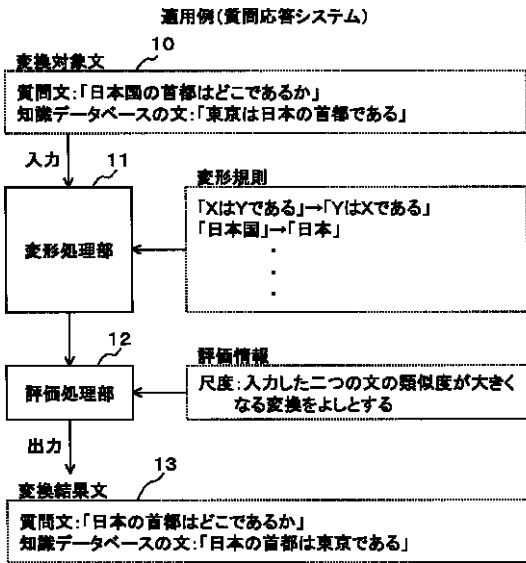 適用例(質問応答システム)
10
変換対象文
質問文:「日本国の首都はどこであるか」
知識データベースの文:「東京は日本の首都である」
入力
11
変形規則
変形処理部
「XはYである」→「YはXである」
「日本国」→「日本」
・
・
・
12
評価情報
評価処理部
尺度:入力した二つの文の類似度が大きく
なる変換をよしとする
出力
13
変換結果文
質問文:「日本の首都はどこであるか」
知識データベースの文:「日本の首都は東京である」